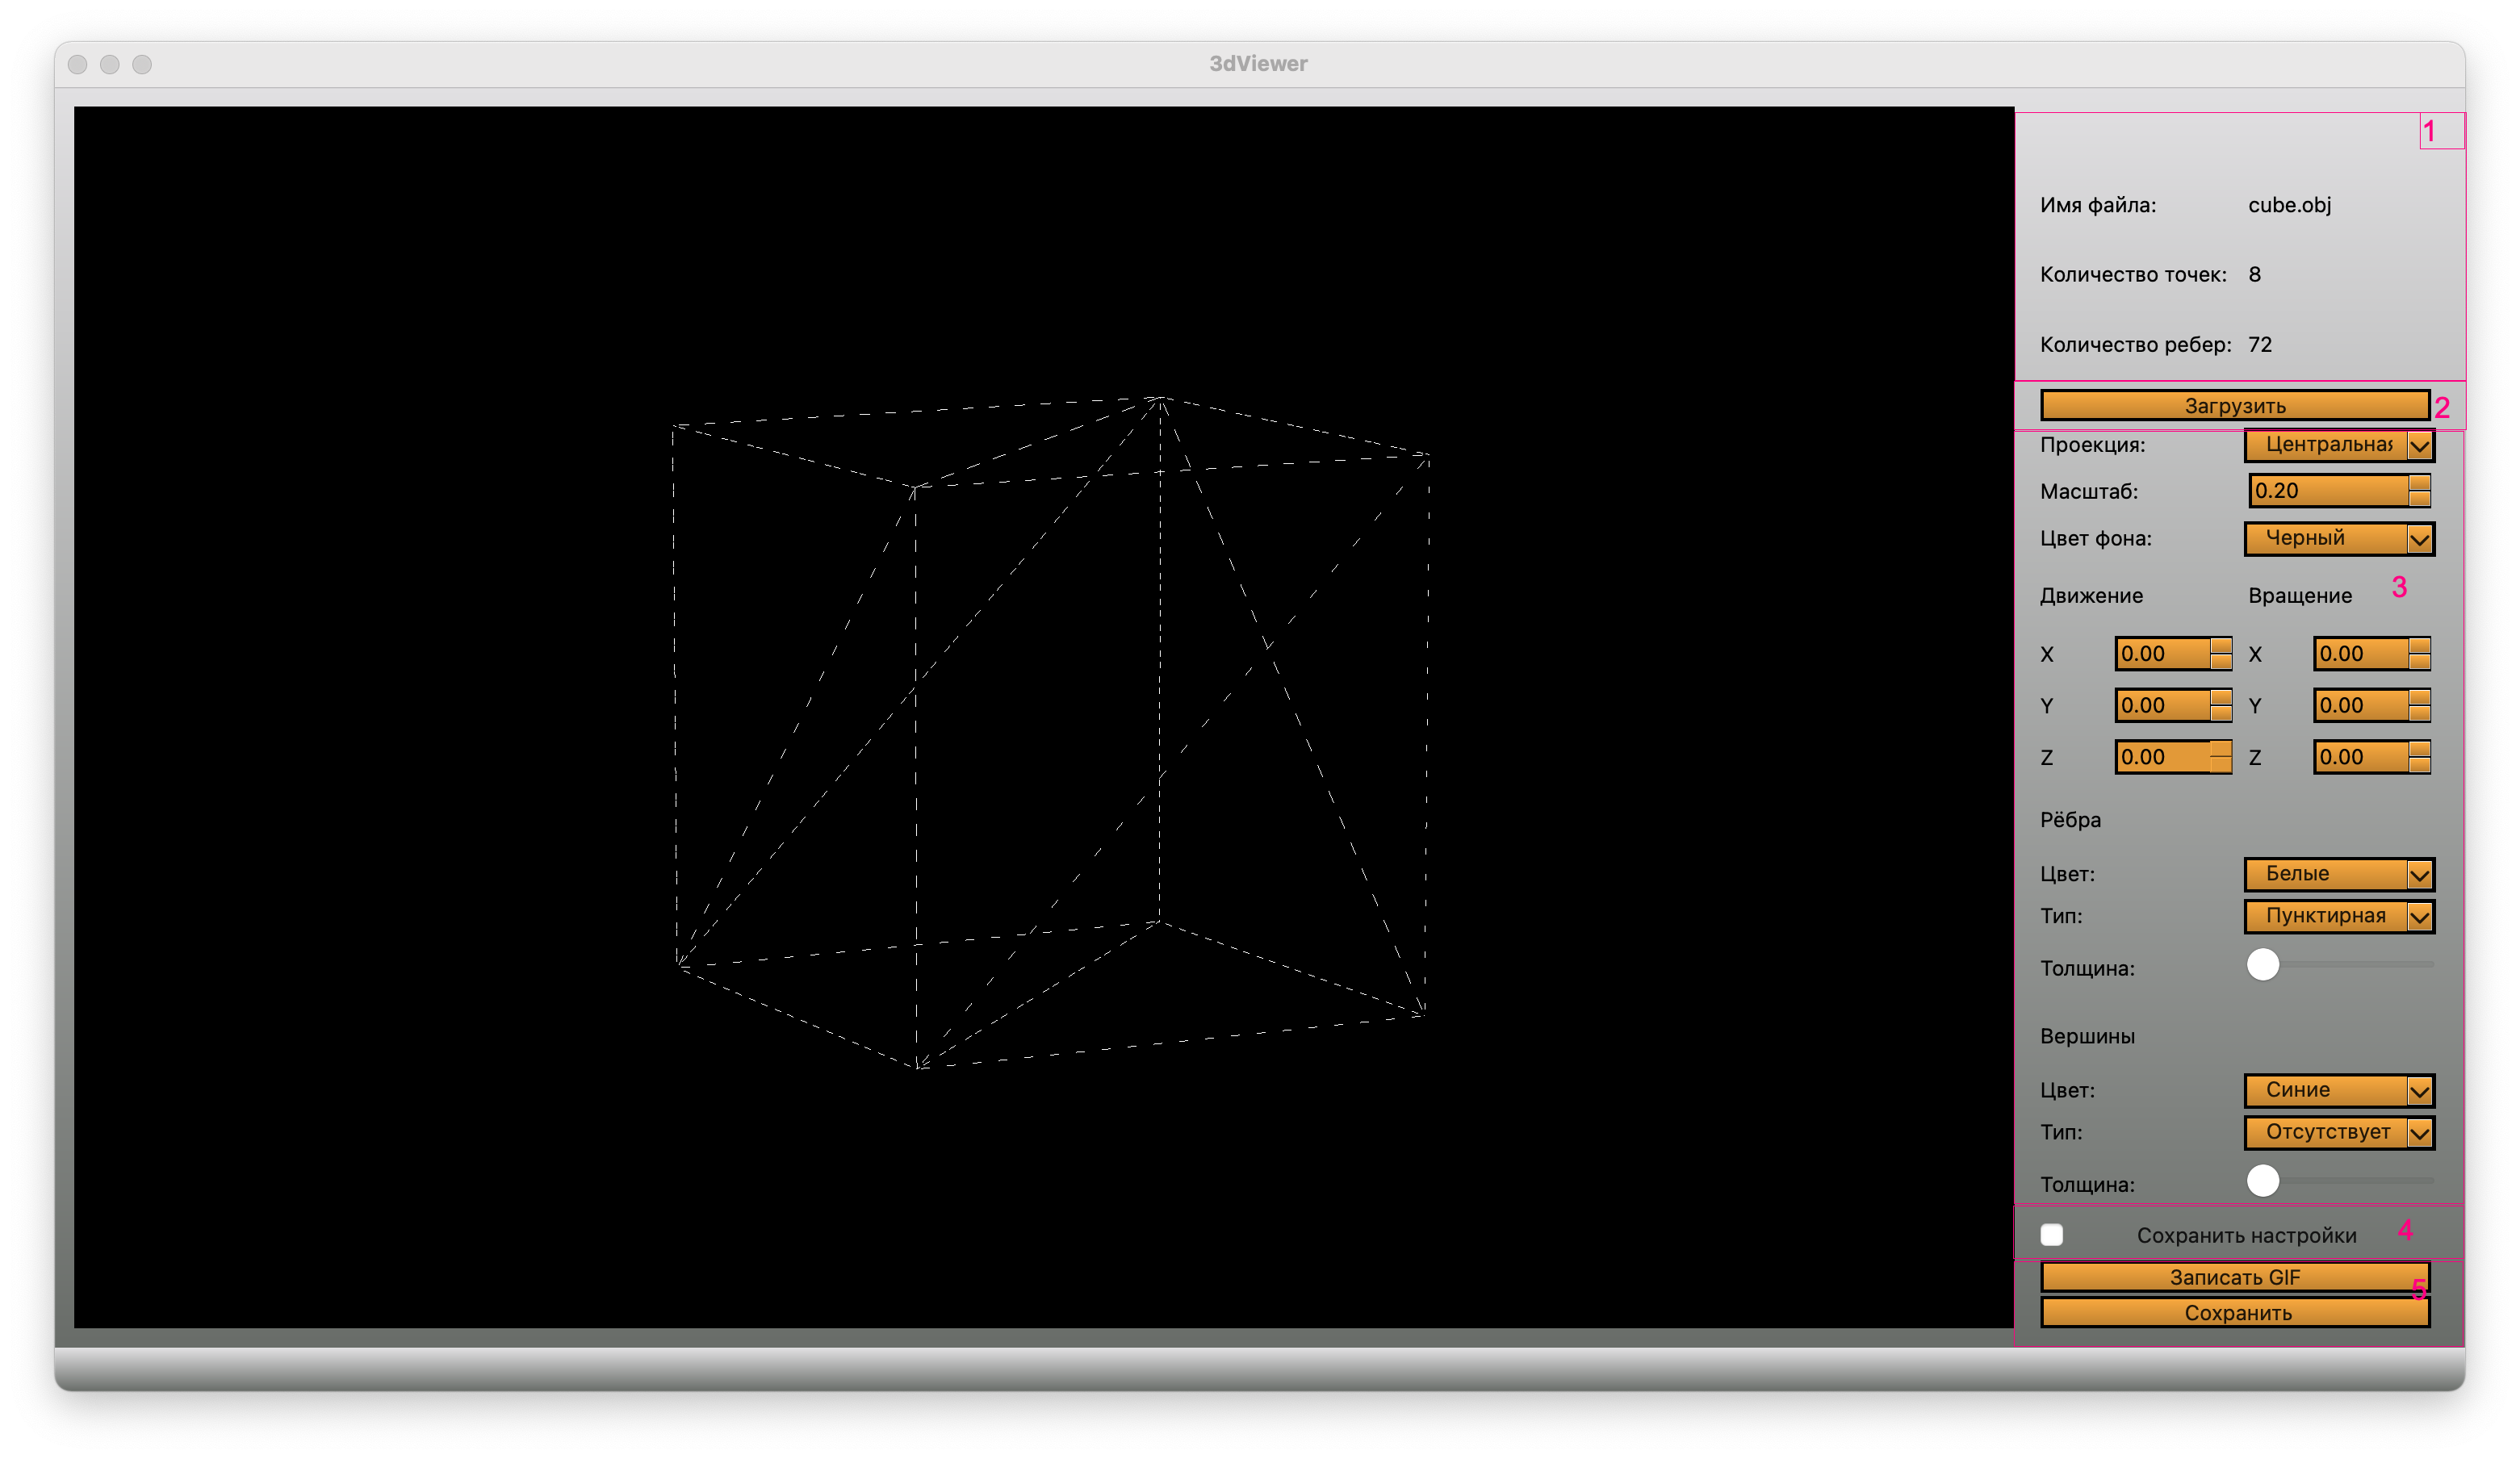 3dViewer
1
Имя файла: cube.obj
Количество точек: 8
Количество ребер: 72
Загрузить 2
Проекция: Центральная
Масштаб: 0.20
Цвет фона: Черный
Движение Вращение 3
X 0.00 X 0.00
Y 0.00 Y 0.00
Z 0.00 Z 0.00
Рёбра
Цвет: Белые
Тип: Пунктирная
Толщина:
Вершины
Цвет: Синие
Тип: Отсутствует
Толщина:
Сохранить настройки 4
Записать GIF 5
Сохранить